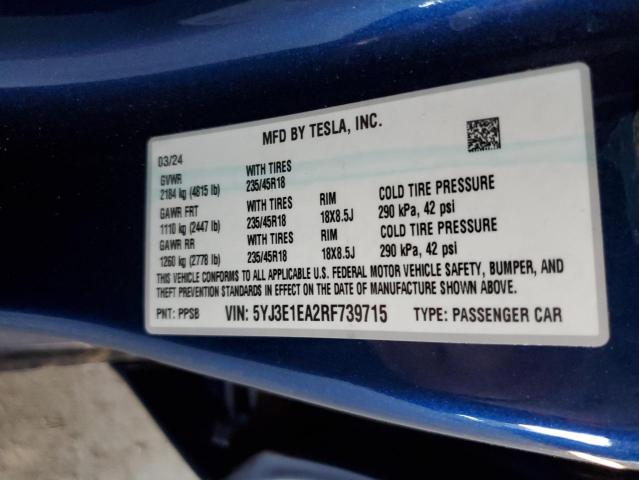 MFD BY TESLA, INC.
03/24
GVWR WITH TIRES
2184 kg (4815 lb) 235/45R18
GAWR FRT WITH TIRES RIM COLD TIRE PRESSURE
1110 kg (2447 lb) 235/45R18 18X8.5J 290 kPa, 42 psi
GAWR RR WITH TIRES RIM COLD TIRE PRESSURE
1260 kg (2778 lb) 235/45R18 18X8.5J 290 kPa, 42 psi
THIS VEHICLE CONFORMS TO ALL APPLICABLE U.S. FEDERAL MOTOR VEHICLE SAFETY, BUMPER, AND
THEFT PREVENTION STANDARDS IN EFFECT ON THE DATE OF MANUFACTURE SHOWN ABOVE.
PNT: PPSB VIN: 5YJ3E1EA2RF739715 TYPE: PASSENGER CAR